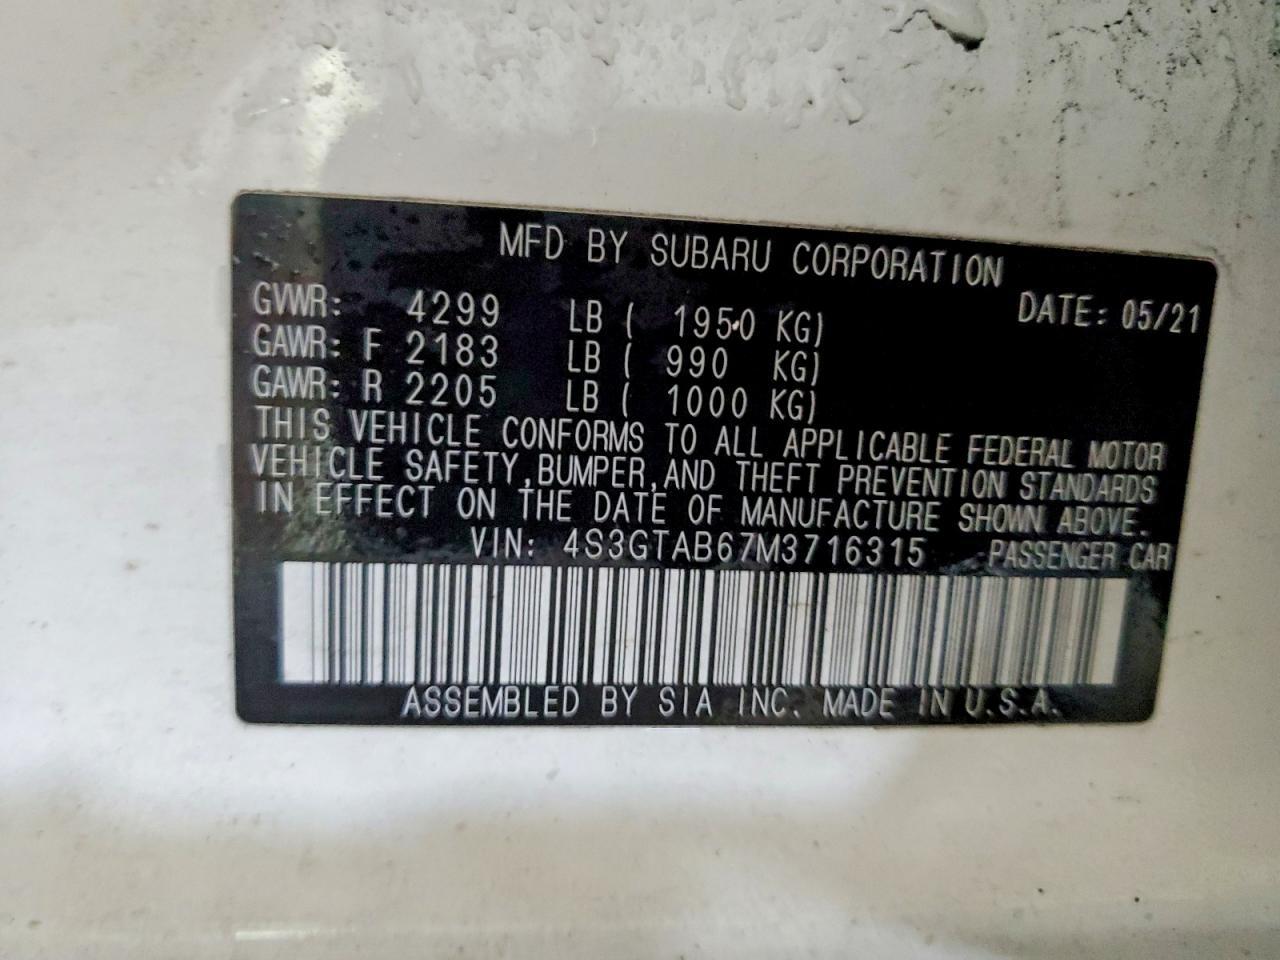 MFD BY SUBARU CORPORATION
GVWR: 4299 LB ( 1950 KG) DATE: 05/21
GAWR: F 2183 LB ( 990 KG)
GAWR: R 2205 LB ( 1000 KG)
THIS VEHICLE CONFORMS TO ALL APPLICABLE FEDERAL MOTOR
VEHICLE SAFETY,BUMPER,AND THEFT PREVENTION STANDARDS
IN EFFECT ON THE DATE OF MANUFACTURE SHOWN ABOVE.
VIN: 4S3GTAB67M3716315 PASSENGER CAR
ASSEMBLED BY SIA INC. MADE IN U.S.A.